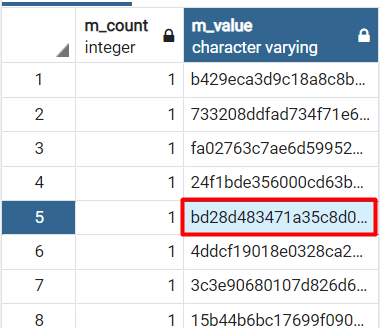 m_count m_value
integer character varying
1 1 b429eca3d9c18a8c8b...
2 1 733208ddfad734f71e6...
3 1 fa02763c7ae6d59952...
4 1 24f1bde356000cd63b...
5 1 bd28d483471a35c8d0...
6 1 4ddcf19018e0328ca2...
7 1 3c3e90680107d826d6...
8 1 15b44b6bc17699f090...